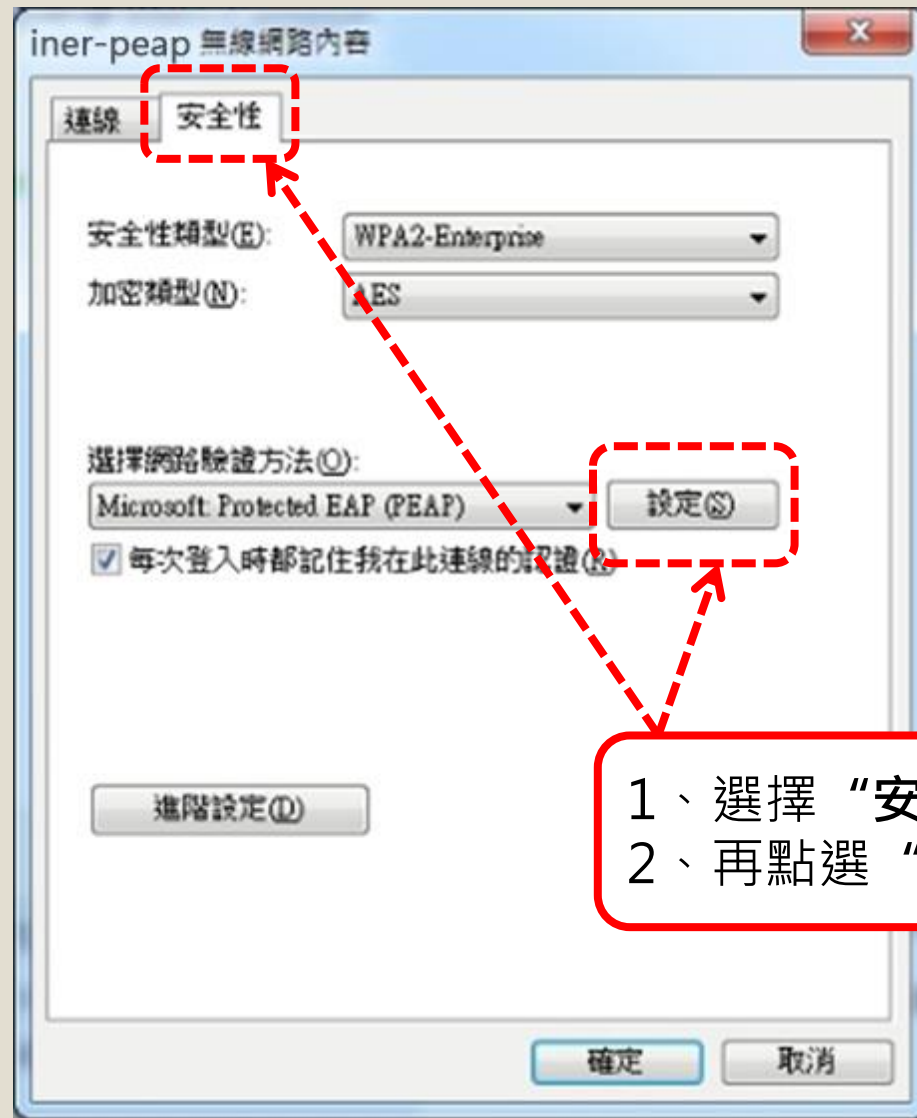 iner-peap 無線網路內容
連線 安全性
安全性類型(E): WPA2-Enterprise
加密類型(N): AES
選擇網路驗證方法(O):
Microsoft: Protected EAP (PEAP) 設定(S)
每次登入時都記住我在此連線的認證(R)
進階設定(D)
1、選擇“安
2、再點選“
確定 取消